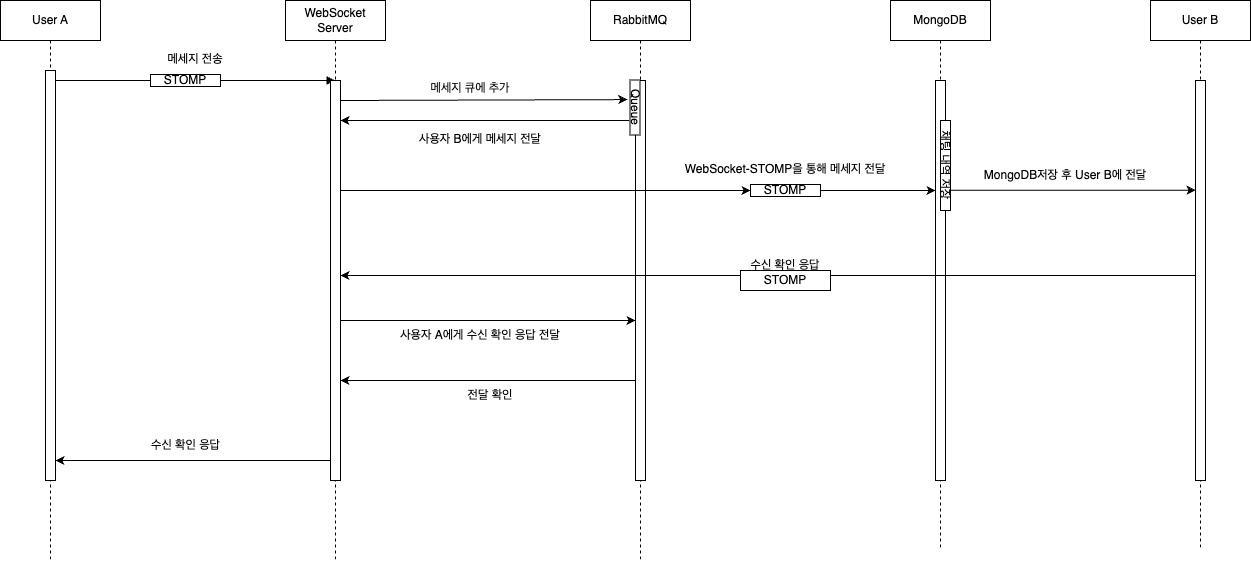 User A
WebSocket
Server
RabbitMQ
MongoDB
User B
메세지 전송
STOMP
메세지 큐에 추가
Queue
사용자 B에게 메세지 전달
WebSocket-STOMP을 통해 메세지 전달
STOMP
채팅 내역 저장
MongoDB저장 후 User B에 전달
수신 확인 응답
STOMP
사용자 A에게 수신 확인 응답 전달
전달 확인
수신 확인 응답